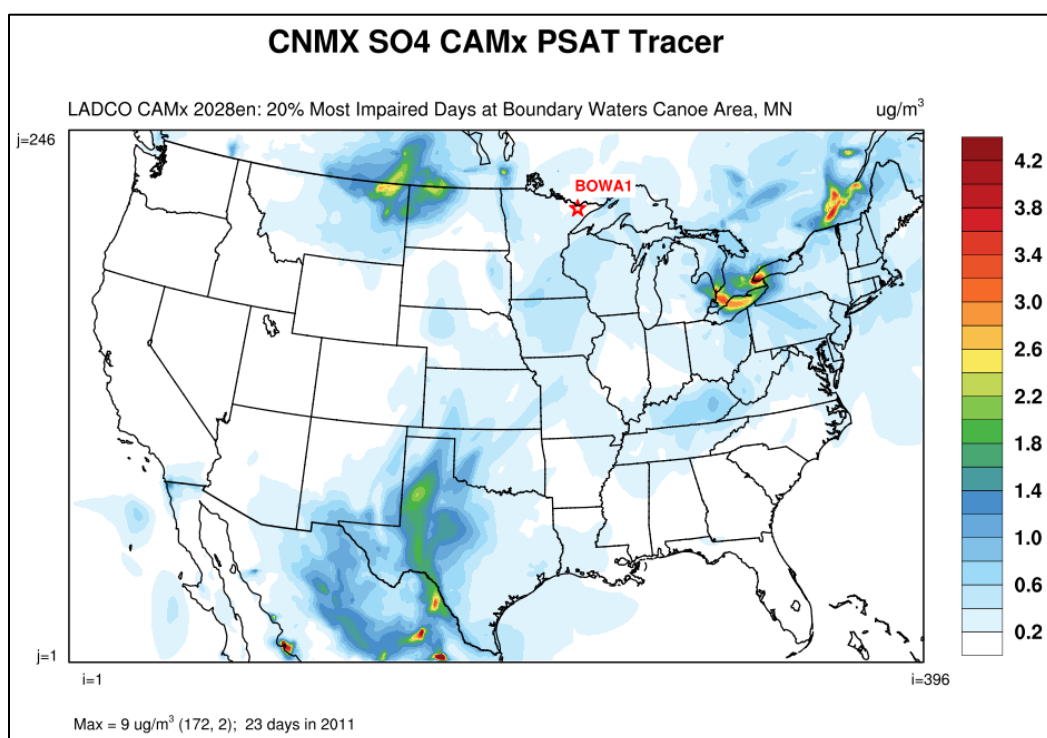 CNMX SO4 CAMx PSAT Tracer
LADCO CAMx 2028en: 20% Most Impaired Days at Boundary Waters Canoe Area, MN ug/m³
j=246
BOWA1
4.2
3.8
3.4
3.0
2.6
2.2
1.8
1.4
1.0
0.6
0.2
j=1
i=1 i=396
Max = 9 ug/m³ (172, 2); 23 days in 2011